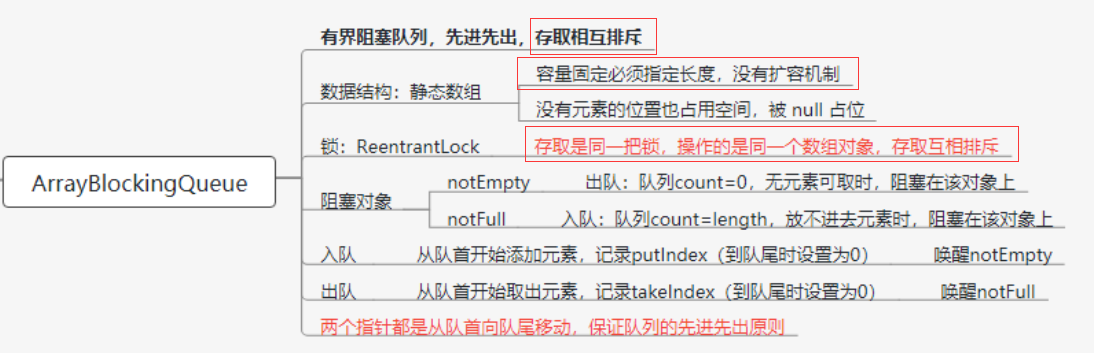 有界阻塞队列，先进先出，存取相互排斥
容量固定必须指定长度，没有扩容机制
数据结构：静态数组
没有元素的位置也占用空间，被 null 占位
锁：ReentrantLock 存取是同一把锁，操作的是同一个数组对象，存取互相排斥
ArrayBlockingQueue
notEmpty 出队：队列count=0，无元素可取时，阻塞在该对象上
阻塞对象
notFull 入队：队列count=length，放不进去元素时，阻塞在该对象上
入队 从队首开始添加元素，记录putIndex（到队尾时设置为0） 唤醒notEmpty
出队 从队首开始取出元素，记录takeIndex（到队尾时设置为0） 唤醒notFull
两个指针都是从队首向队尾移动，保证队列的先进先出原则